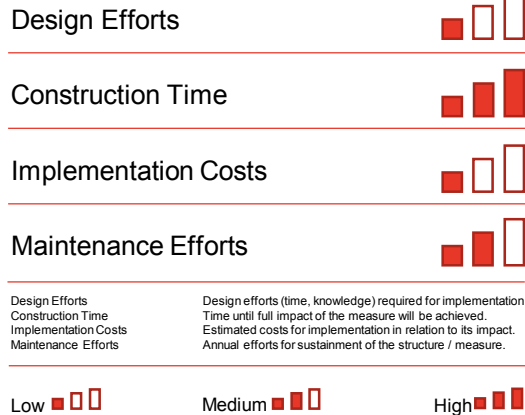 Design Efforts
Construction Time
Implementation Costs
Maintenance Efforts
Design Efforts Design efforts (time, knowledge) required for implementation
Construction Time Time until full impact of the measure will be achieved.
Implementation Costs Estimated costs for implementation in relation to its impact.
Maintenance Efforts Annual efforts for sustainment of the structure / measure.
Low Medium High